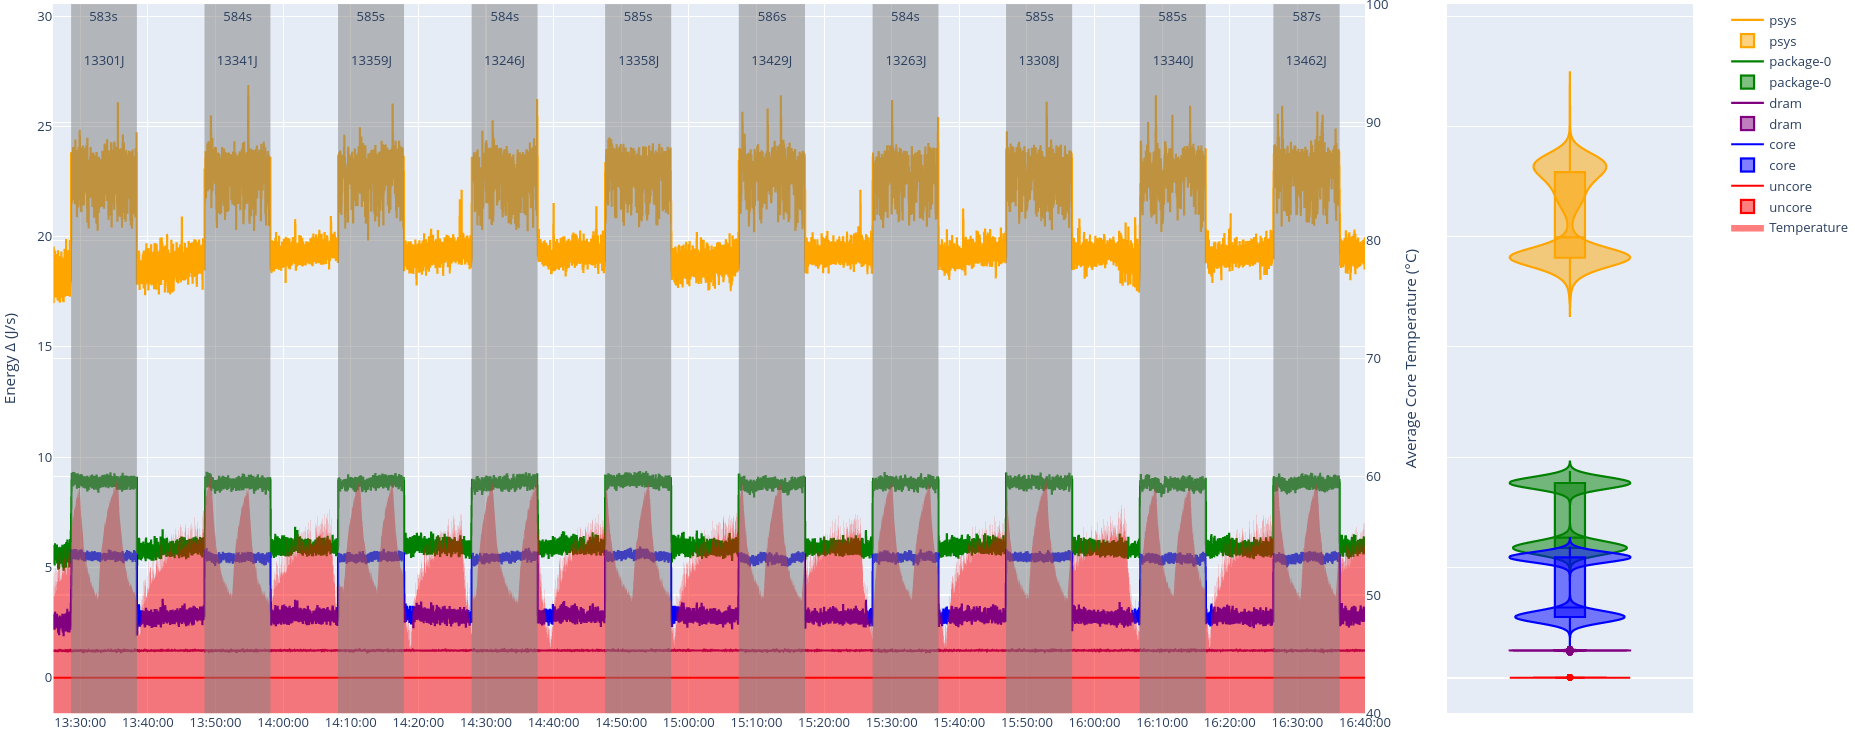 583s 584s 585s 584s 585s 586s 584s 585s 585s 587s
13301J 13341J 13359J 13246J 13358J 13429J 13263J 13308J 13340J 13462J
30
25
20
15
10
5
0
Energy Δ (J/s)
100
90
80
70
60
50
40
Average Core Temperature (°C)
13:30:00 13:40:00 13:50:00 14:00:00 14:10:00 14:20:00 14:30:00 14:40:00 14:50:00 15:00:00 15:10:00 15:20:00 15:30:00 15:40:00 15:50:00 16:00:00 16:10:00 16:20:00 16:30:00 16:40:00
psys
psys
package-0
package-0
dram
dram
core
core
uncore
uncore
Temperature